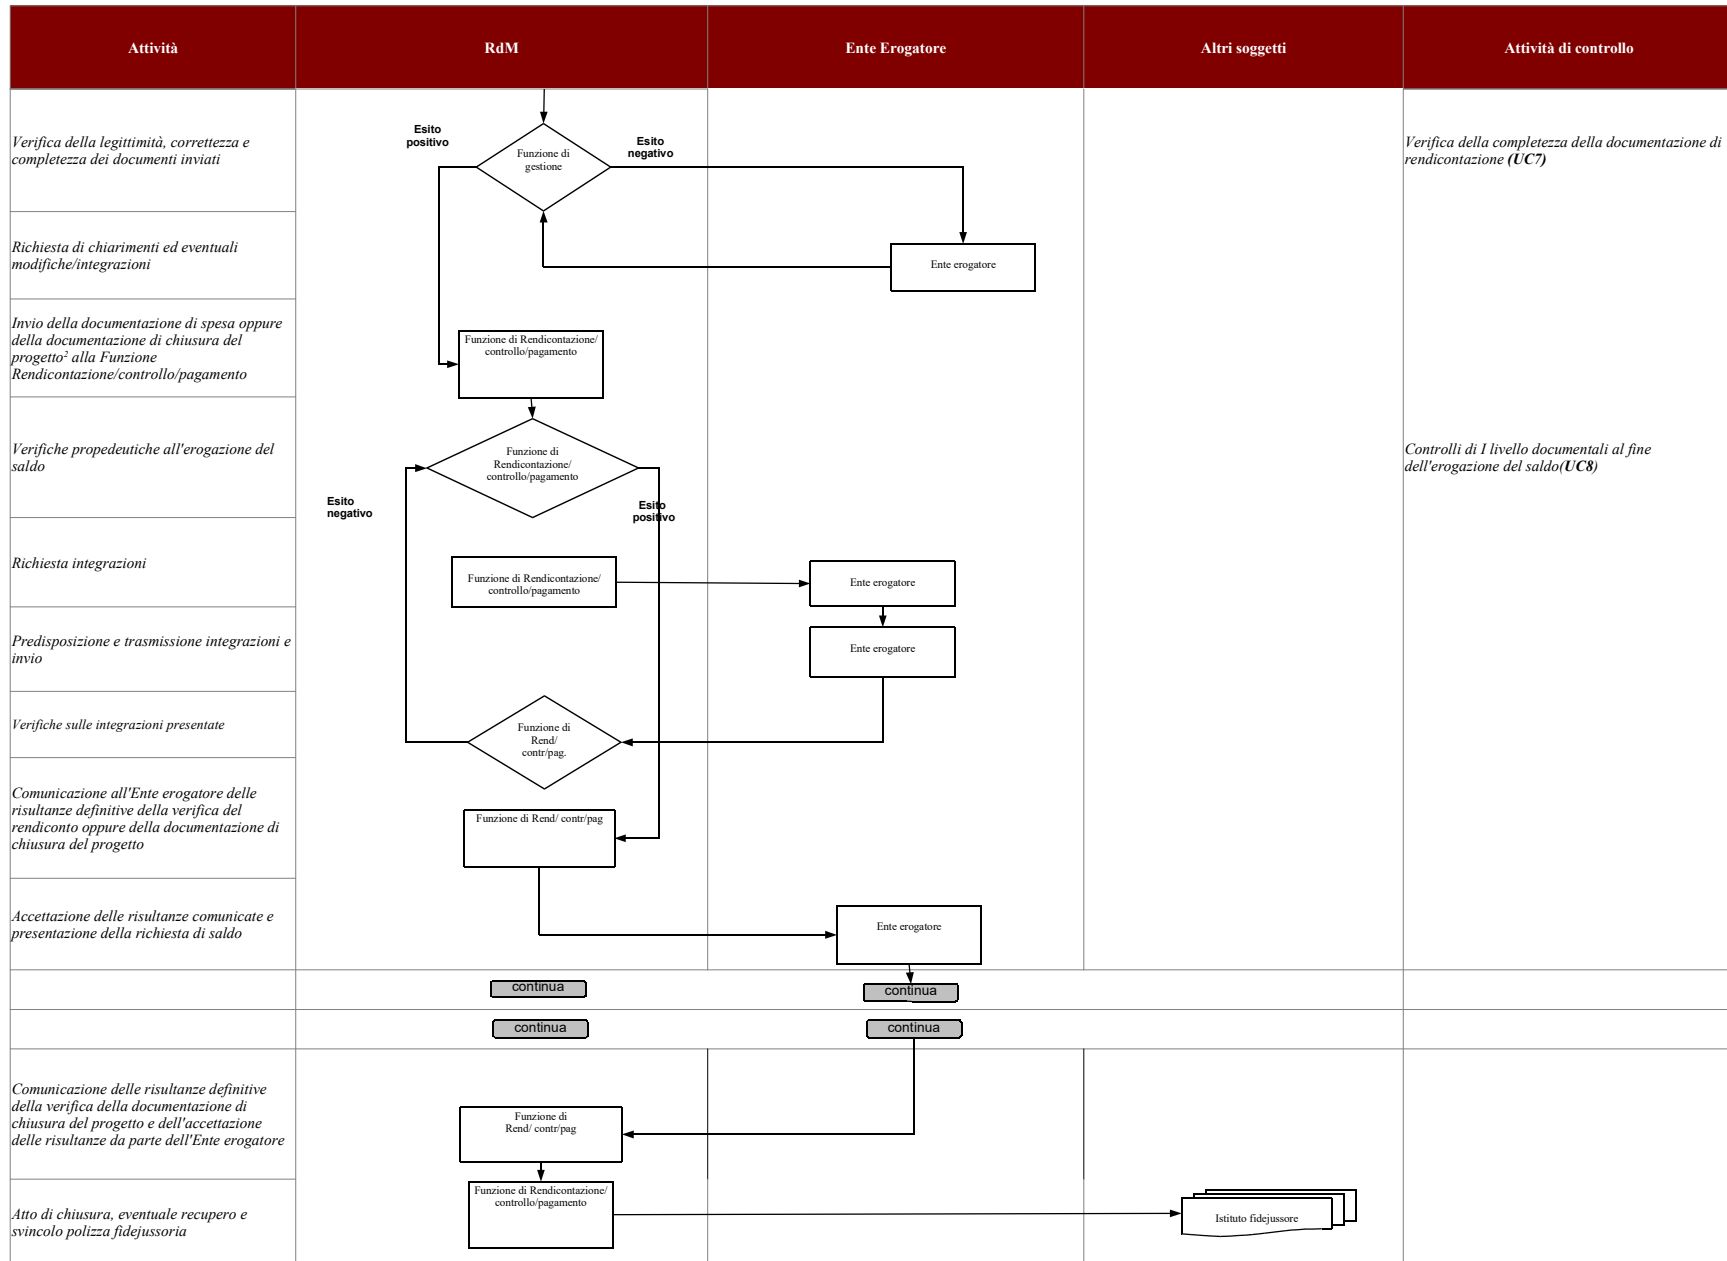 Attività
RdM
Ente Erogatore
Altri soggetti
Attività di controllo
Verifica della legittimità, correttezza e
completezza dei documenti inviati
Esito
positivo
Funzione di
gestione
Esito
negativo
Verifica della completezza della documentazione di
rendicontazione (UC7)
Richiesta di chiarimenti ed eventuali
modifiche/integrazioni
Ente erogatore
Invio della documentazione di spesa oppure
della documentazione di chiusura del
progetto² alla Funzione
Rendicontazione/controllo/pagamento
Funzione di Rendicontazione/
controllo/pagamento
Verifiche propedeutiche all'erogazione del
saldo
Funzione di
Rendicontazione/
controllo/pagamento
Esito
negativo
Esito
positivo
Controlli di I livello documentali al fine
dell'erogazione del saldo(UC8)
Richiesta integrazioni
Funzione di Rendicontazione/
controllo/pagamento
Ente erogatore
Predisposizione e trasmissione integrazioni e
invio
Ente erogatore
Verifiche sulle integrazioni presentate
Funzione di
Rend/
contr/pag.
Comunicazione all'Ente erogatore delle
risultanze definitive della verifica del
rendiconto oppure della documentazione di
chiusura del progetto
Funzione di Rend/ contr/pag
Accettazione delle risultanze comunicate e
presentazione della richiesta di saldo
Ente erogatore
continua
continua
continua
continua
Comunicazione delle risultanze definitive
della verifica della documentazione di
chiusura del progetto e dell'accettazione
delle risultanze da parte dell'Ente erogatore
Funzione di
Rend/ contr/pag
Atto di chiusura, eventuale recupero e
svincolo polizza fidejussoria
Funzione di Rendicontazione/
controllo/pagamento
Istituto fidejussore